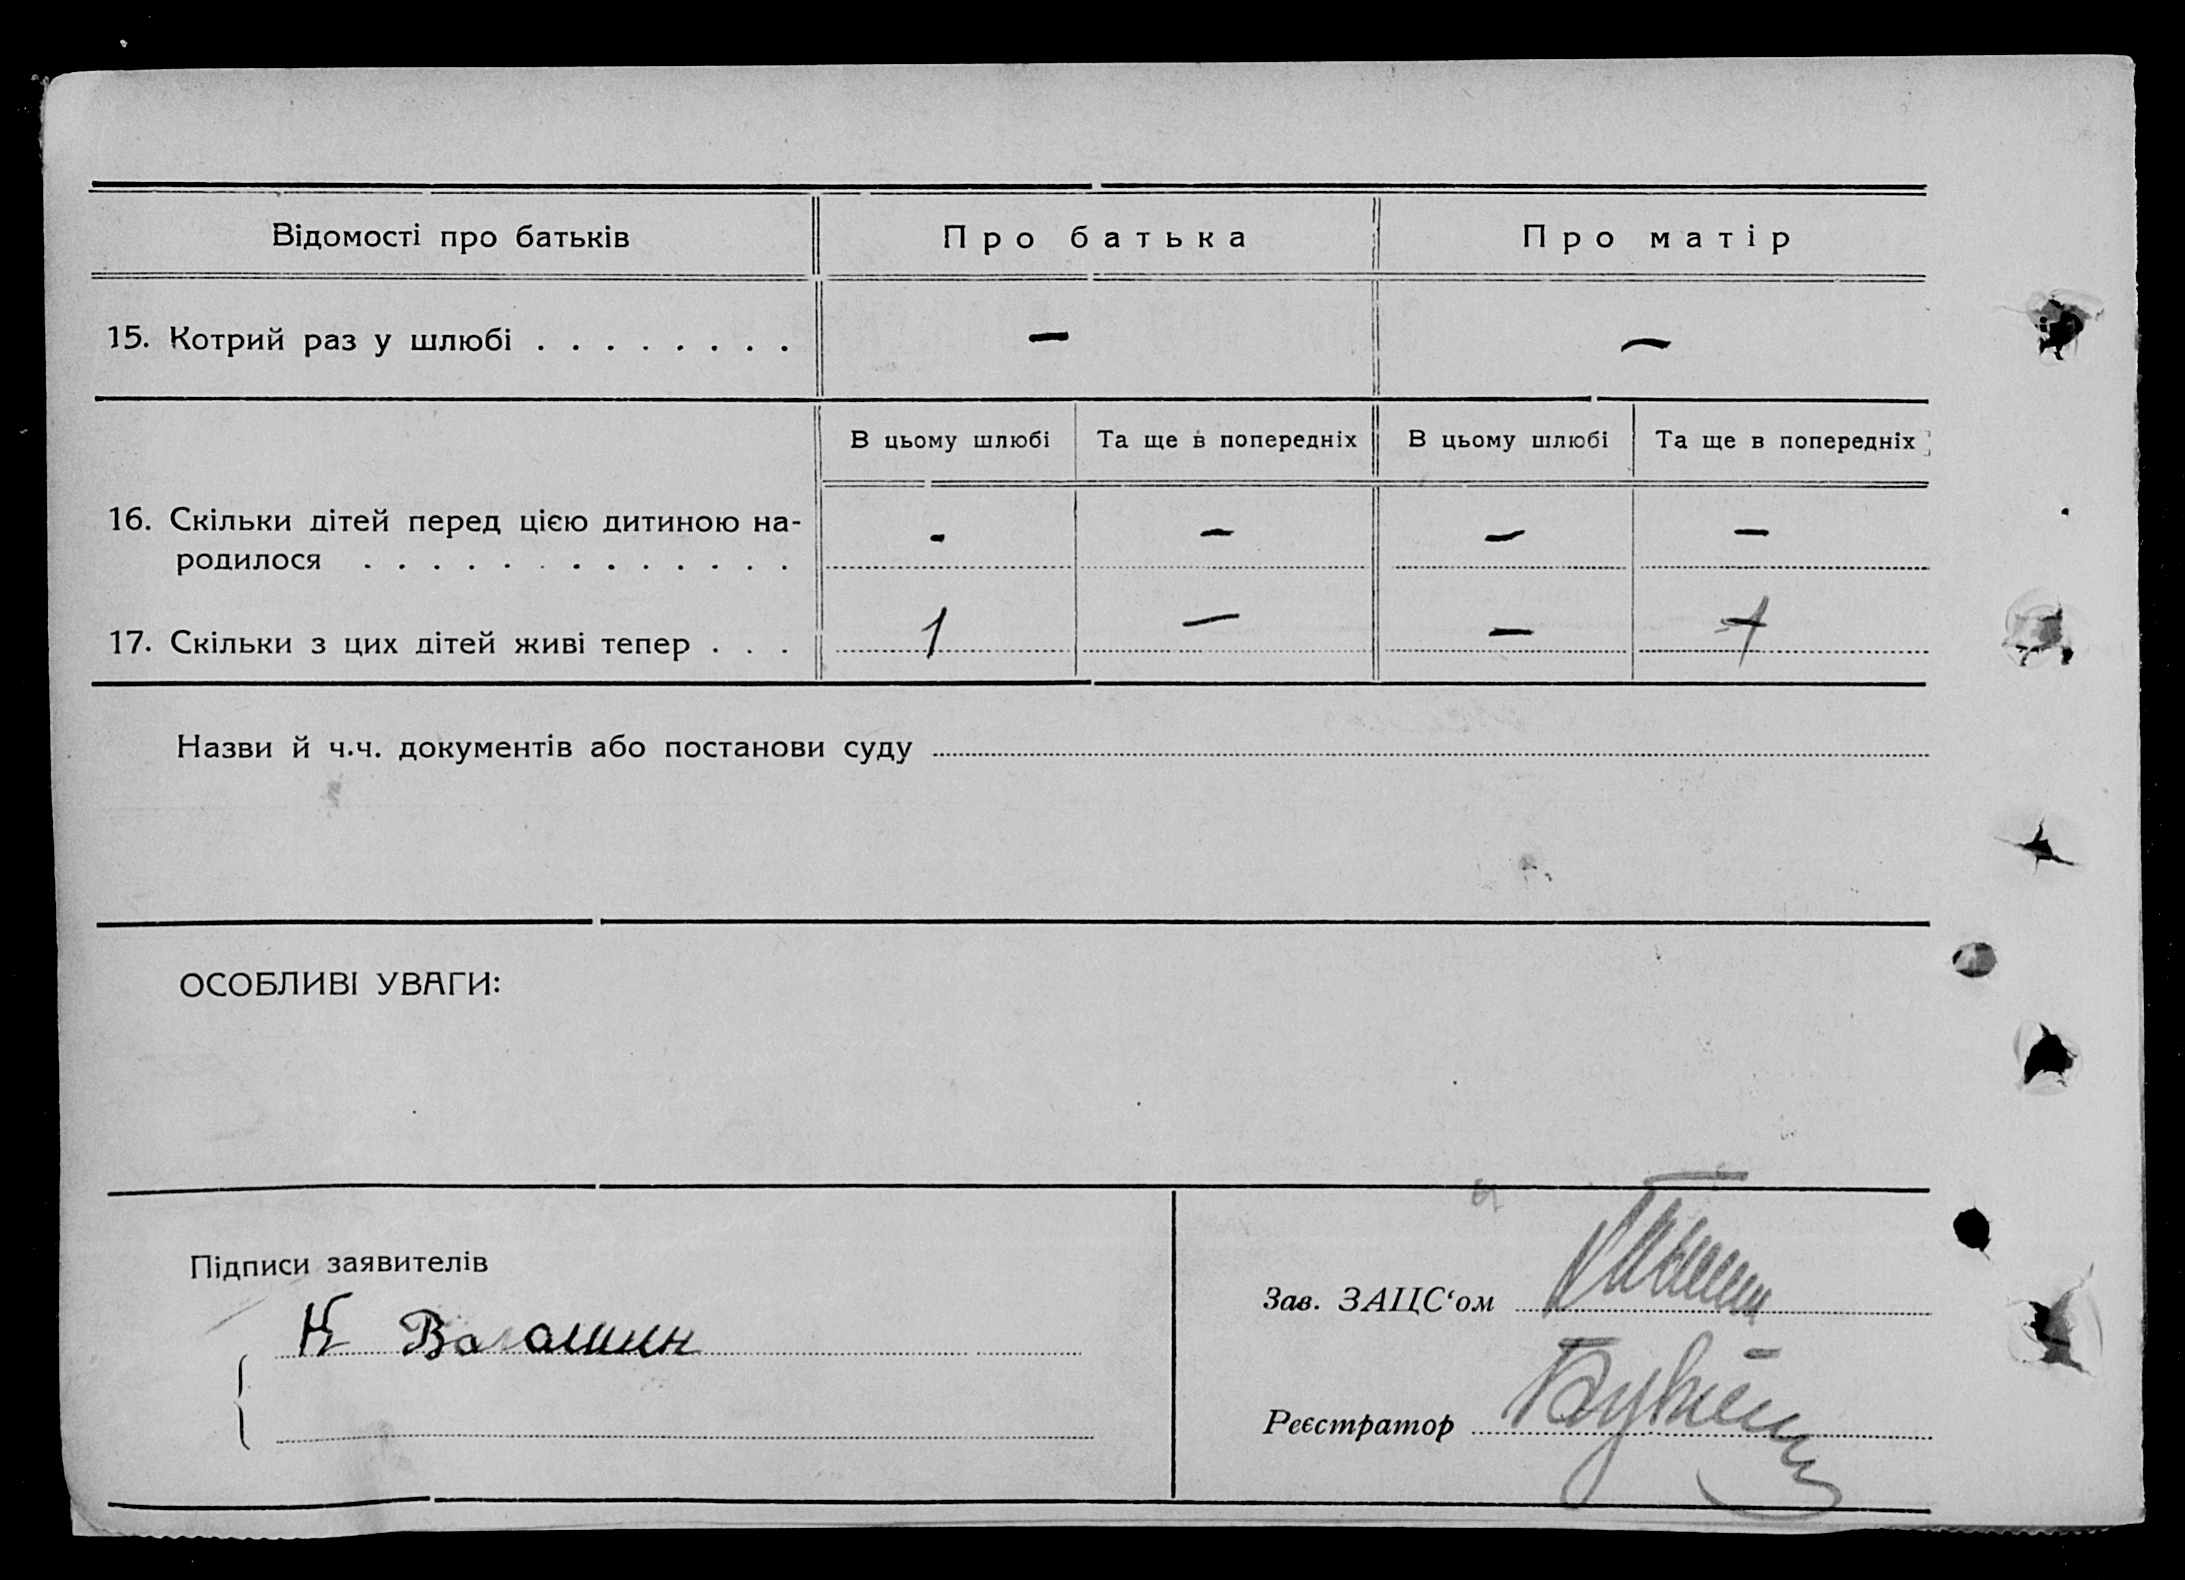 Відомості про батьків Про батька Про матір
15. Котрий раз у шлюбі . . . . . . . . — —
В цьому шлюбі Та ще в попередніх В цьому шлюбі Та ще в попередніх
16. Скільки дітей перед цією дитиною на-
родилося . . . . . . . . . . . . . - — — —
17. Скільки з цих дітей живі тепер . . . 1 — — 1
Назви й ч.ч. документів або постанови суду
ОСОБЛИВІ УВАГИ:
Підписи заявителів
К Волошин
Зав. ЗАЦС‘ом
Реєстратор